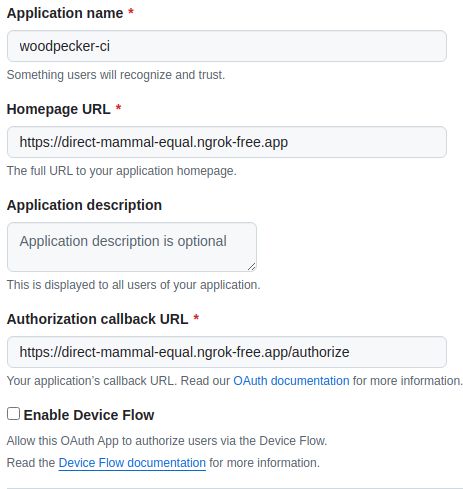 Application name *
woodpecker-ci
Something users will recognize and trust.
Homepage URL *
https://direct-mammal-equal.ngrok-free.app
The full URL to your application homepage.
Application description
Application description is optional
This is displayed to all users of your application.
Authorization callback URL *
https://direct-mammal-equal.ngrok-free.app/authorize
Your application's callback URL. Read our OAuth documentation for more information.
Enable Device Flow
Allow this OAuth App to authorize users via the Device Flow.
Read the Device Flow documentation for more information.